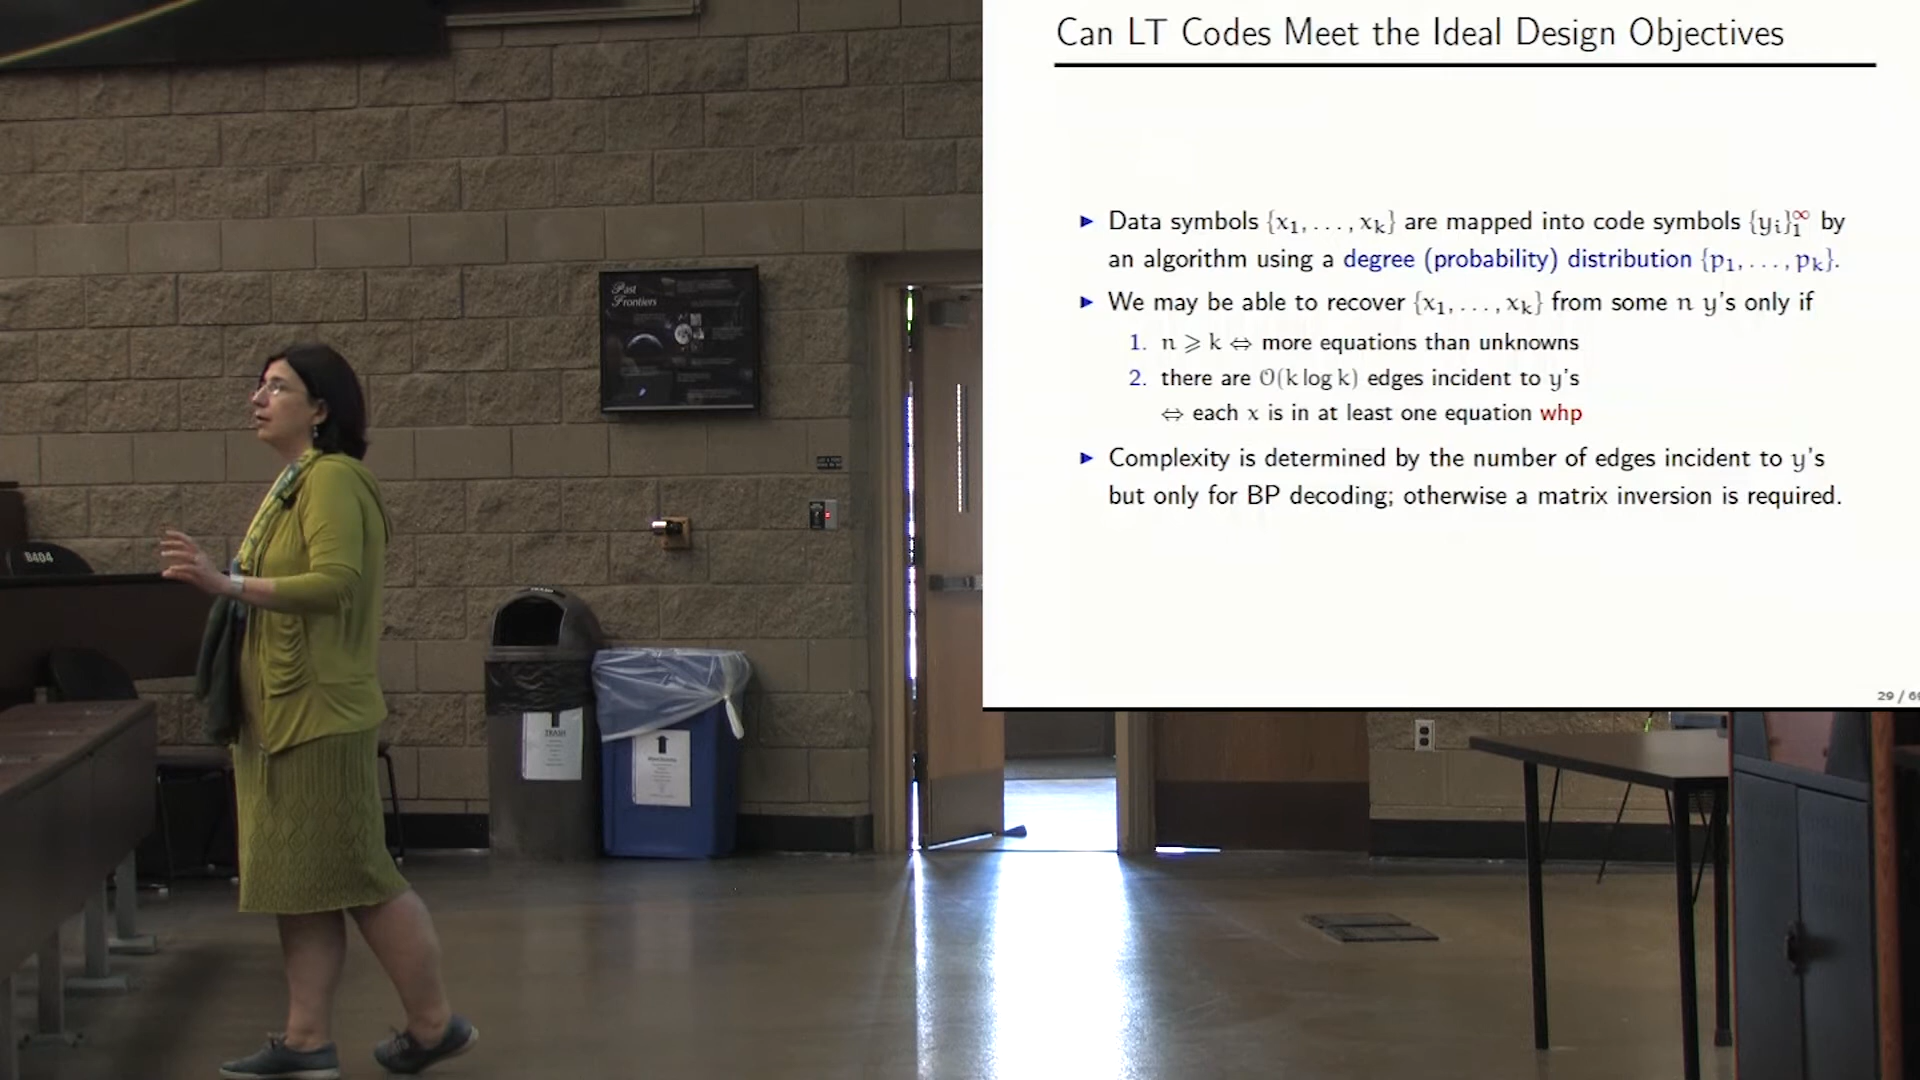 Can LT Codes Meet the Ideal Design Objectives
▶ Data symbols {x₁, . . . , xₖ} are mapped into code symbols {yᵢ}₁^∞ by
an algorithm using a degree (probability) distribution {p₁, . . . , pₖ}.
▶ We may be able to recover {x₁, . . . , xₖ} from some n y's only if
1. n ⩾ k ⇔ more equations than unknowns
2. there are O(k log k) edges incident to y's
⇔ each x is in at least one equation whp
▶ Complexity is determined by the number of edges incident to y's
but only for BP decoding; otherwise a matrix inversion is required.
29 / 6
Past
Frontiers
B404
TRASH